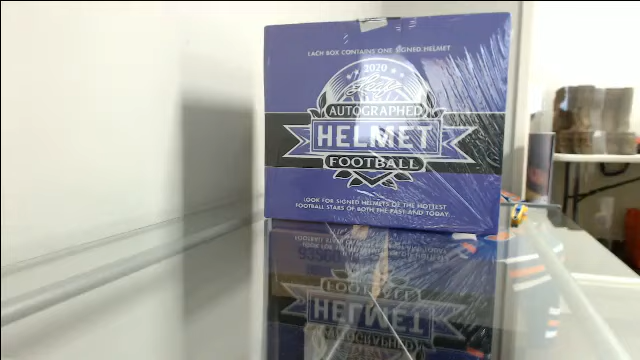 EACH BOX CONTAINS ONE SIGNED HELMET
2020
Leaf
AUTOGRAPHED
HELMET
FOOTBALL
LOOK FOR SIGNED HELMETS OF THE HOTTEST
FOOTBALL STARS OF BOTH THE PAST AND TODAY